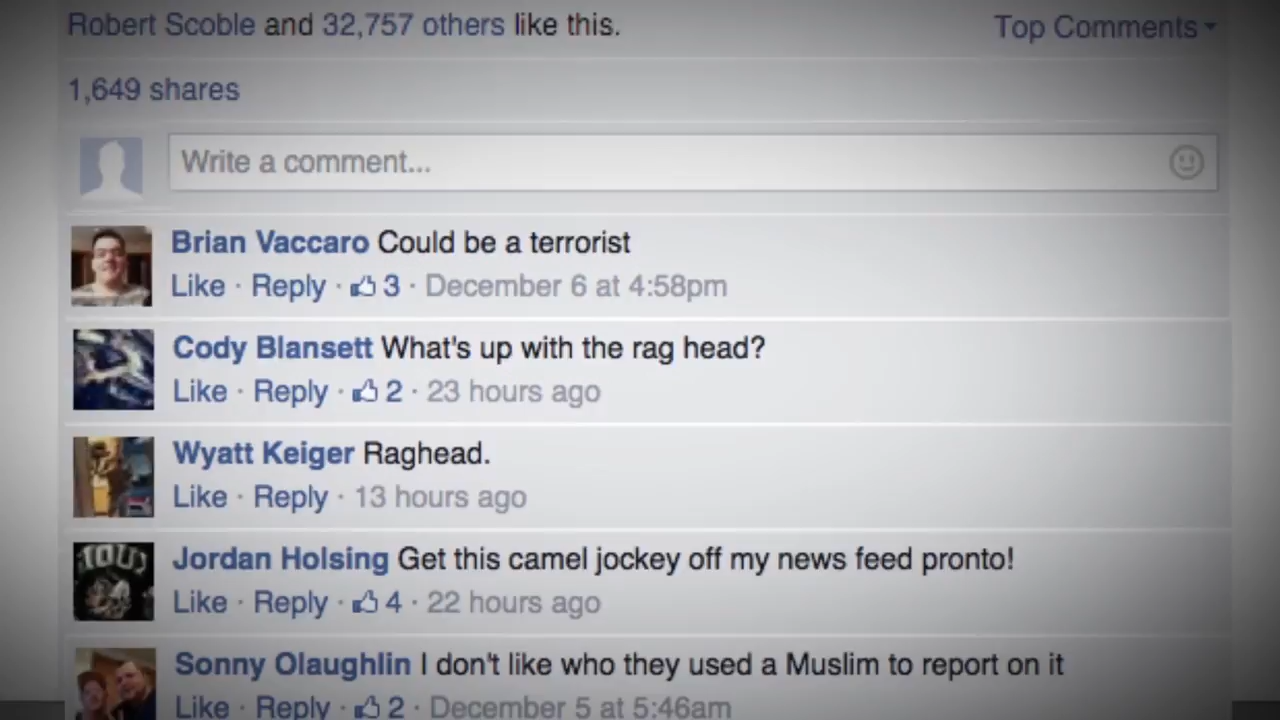 Robert Scoble and 32,757 others like this.
Top Comments
1,649 shares
Write a comment...
Brian Vaccaro Could be a terrorist
Like · Reply · 3 · December 6 at 4:58pm
Cody Blansett What's up with the rag head?
Like · Reply · 2 · 23 hours ago
Wyatt Keiger Raghead.
Like · Reply · 13 hours ago
Jordan Holsing Get this camel jockey off my news feed pronto!
Like · Reply · 4 · 22 hours ago
Sonny Olaughlin I don't like who they used a Muslim to report on it
Like · Reply · 2 · December 5 at 5:46am